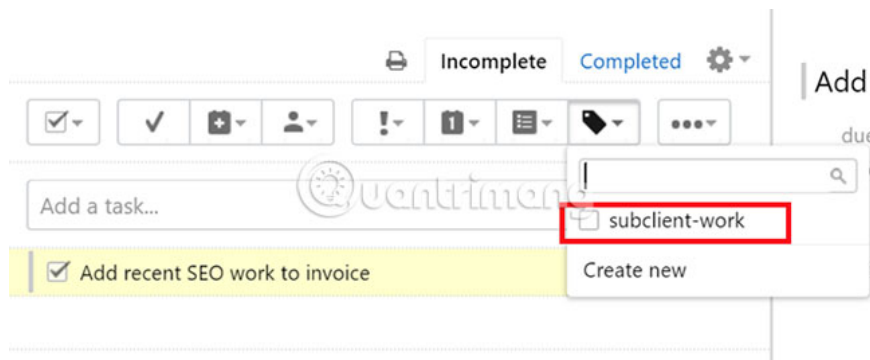 Incomplete Completed
Add
due
Add a task...
Quantrimang
subclient-work
Add recent SEO work to invoice
Create new